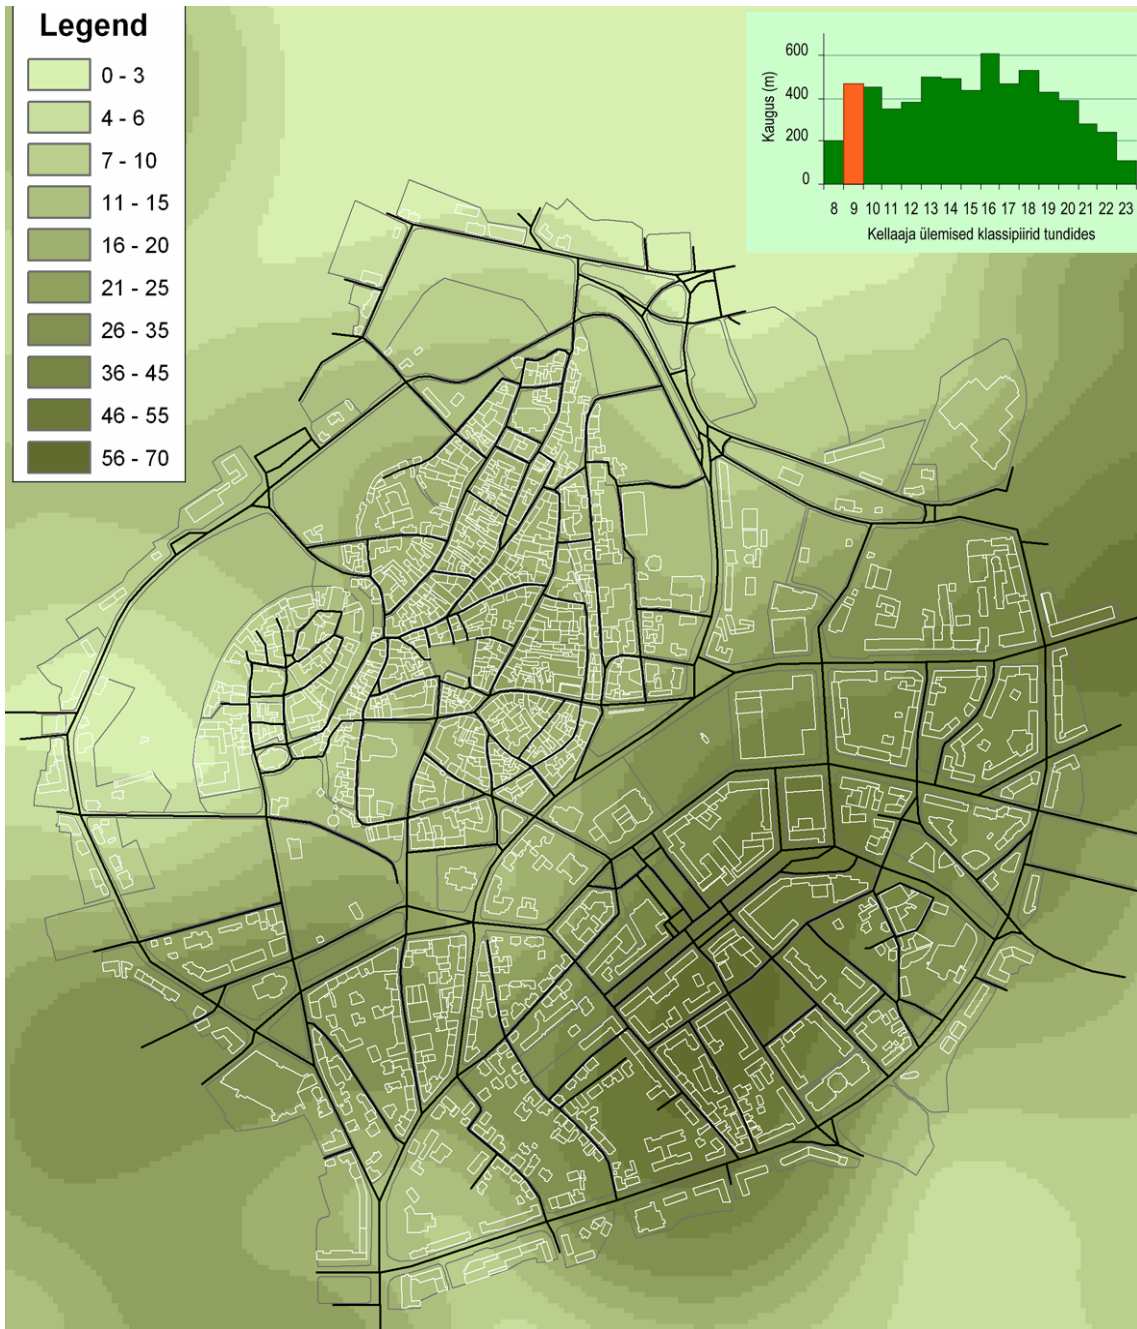 Legend
0 - 3
4 - 6
7 - 10
11 - 15
16 - 20
21 - 25
26 - 35
36 - 45
46 - 55
56 - 70
Kaugus (m)
600
400
200
0
8 9 10 11 12 13 14 15 16 17 18 19 20 21 22 23
Kellaaja ülemised klassipiirid tundides